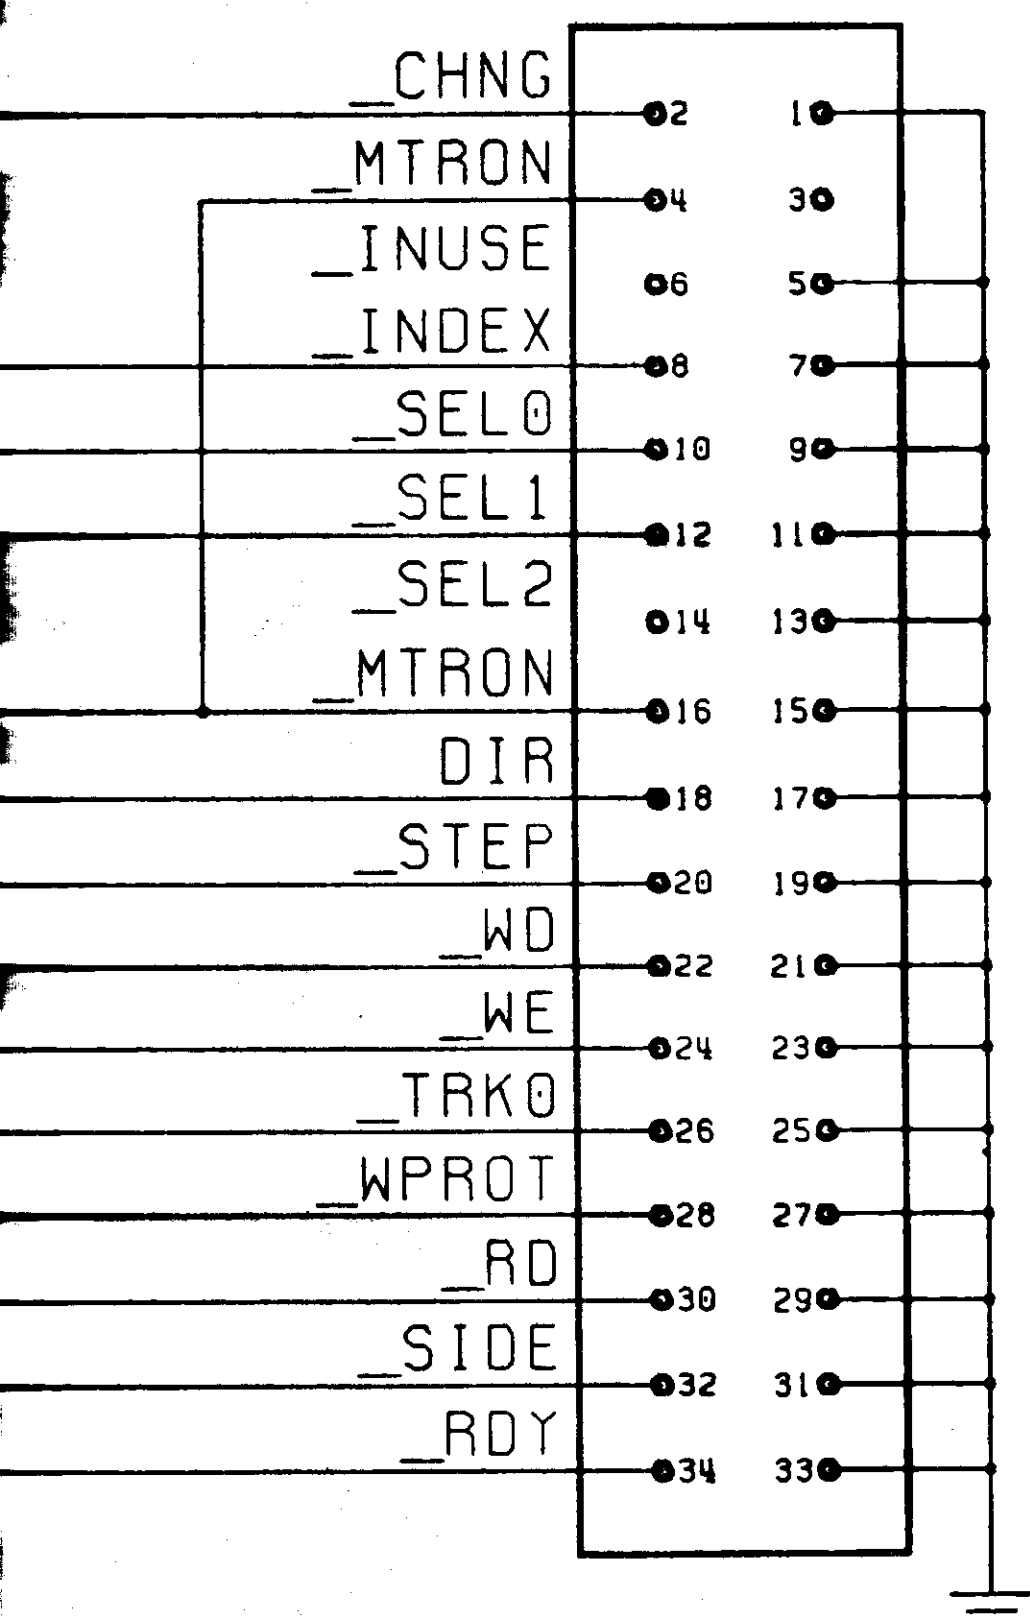 _CHNG
2 1
_MTRON
4 3
_INUSE
6 5
_INDEX
8 7
_SEL0
10 9
_SEL1
12 11
_SEL2
14 13
_MTRON
16 15
DIR
18 17
_STEP
20 19
_WD
22 21
_WE
24 23
_TRK0
26 25
_WPROT
28 27
_RD
30 29
_SIDE
32 31
_RDY
34 33